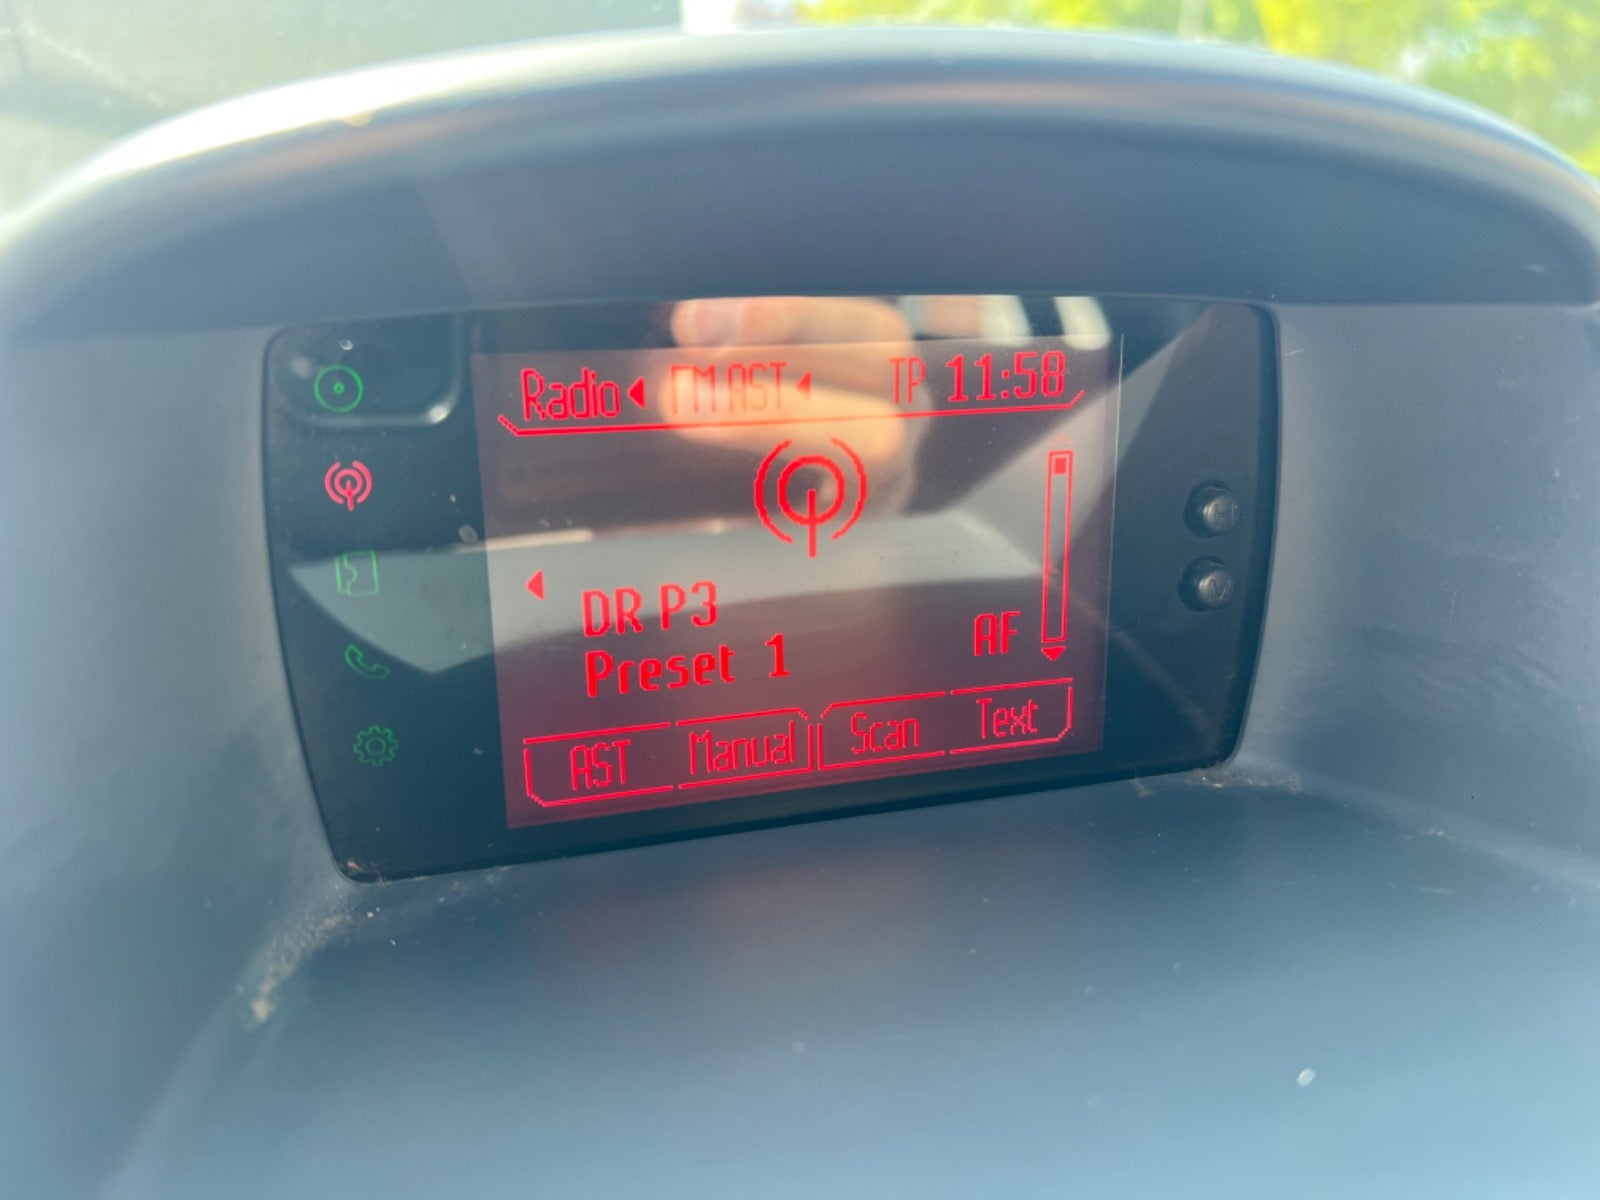 Radio FM AST TP 11:58
DR P3
Preset 1
AF
AST Manual Scan Text
H
M